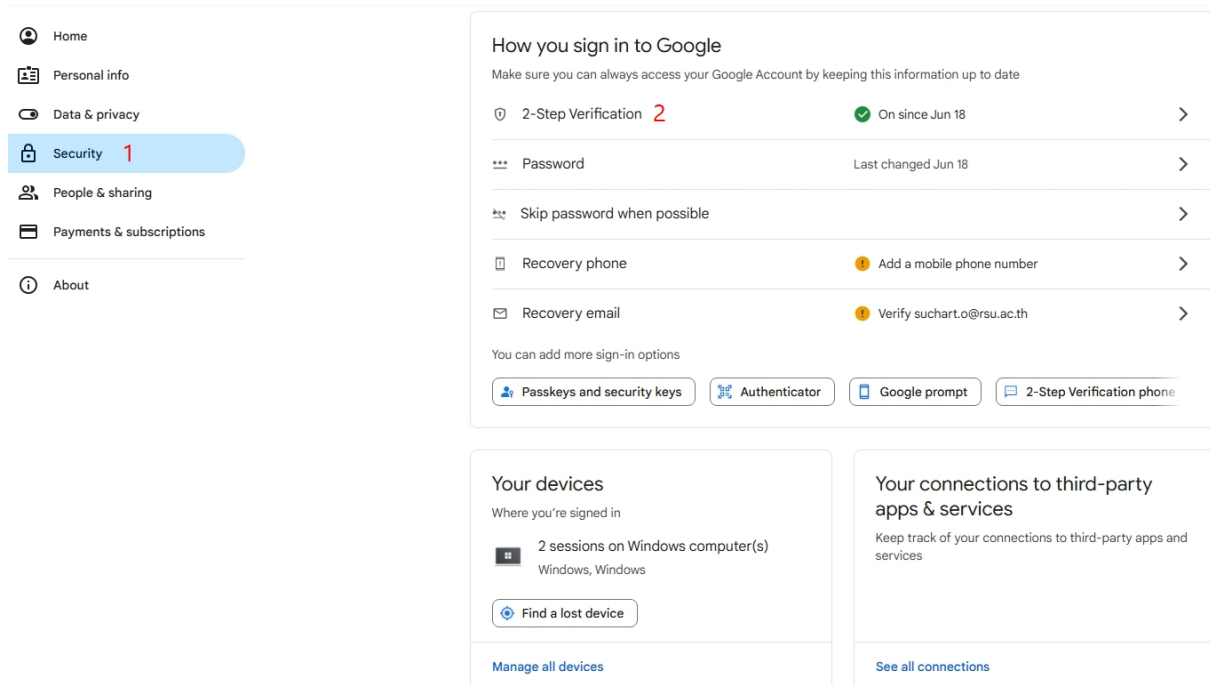 Home
Personal info
Data & privacy
Security 1
People & sharing
Payments & subscriptions
About
How you sign in to Google
Make sure you can always access your Google Account by keeping this information up to date
2-Step Verification 2 On since Jun 18
Password Last changed Jun 18
Skip password when possible
Recovery phone Add a mobile phone number
Recovery email Verify suchart.o@rsu.ac.th
You can add more sign-in options
Passkeys and security keys Authenticator Google prompt 2-Step Verification phone
Your devices
Where you're signed in
2 sessions on Windows computer(s)
Windows, Windows
Find a lost device
Manage all devices
Your connections to third-party
apps & services
Keep track of your connections to third-party apps and
services
See all connections